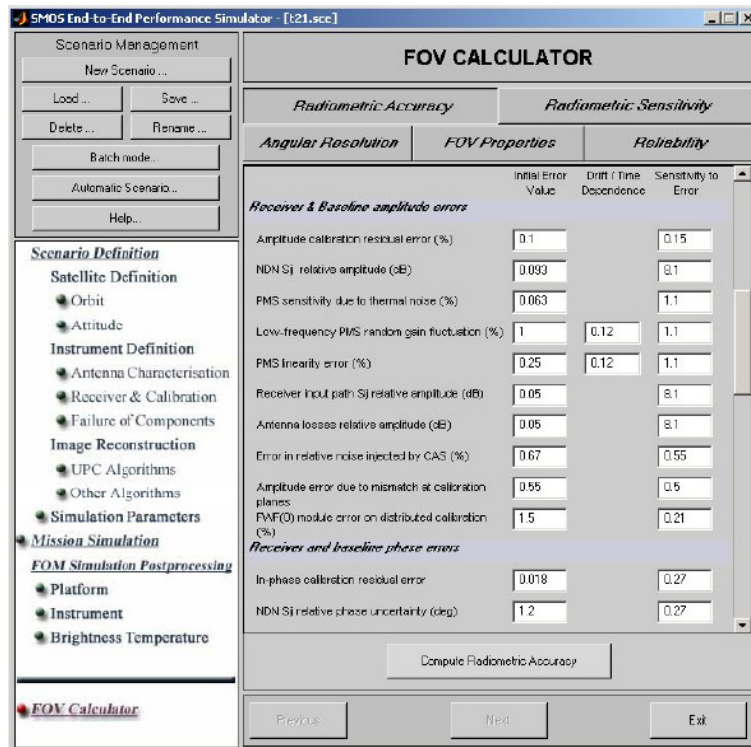 SMOS End-to-End Performance Simulator - [t21.sce]
Scenario Management
New Scenario ...
Load ...
Save ...
Delete ...
Rename ...
Batch mode...
Automatic Scenario...
Help...
Scenario Definition
Satellite Definition
Orbit
Attitude
Instrument Definition
Antenna Characterisation
Receiver & Calibration
Failure of Components
Image Reconstruction
UPC Algorithms
Other Algorithms
Simulation Parameters
Mission Simulation
FOM Simulation Postprocessing
Platform
Instrument
Brightness Temperature
FOV Calculator
FOV CALCULATOR
Radiometric Accuracy
Radiometric Sensitivity
Angular Resolution
FOV Properties
Reliability
Initial Error Value
Drift / Time Dependence
Sensitivity to Error
Receiver & Baseline amplitude errors
Amplitude calibration residual error (%) 0.1 0.15
NDN Sij relative amplitude (dB) 0.093 8.1
PMS sensitivity due to thermal noise (%) 0.063 1.1
Low-frequency PMS random gain fluctuation (%) 1 0.12 1.1
PMS linearity error (%) 0.25 0.12 1.1
Receiver input path Sij relative amplitude (dB) 0.05 8.1
Antenna losses relative amplitude (dB) 0.05 8.1
Error in relative noise injected by CAS (%) 0.67 0.55
Amplitude error due to mismatch at calibration planes 0.55 0.5
FWF(0) module error on distributed calibration (%) 1.5 0.21
Receiver and baseline phase errors
In-phase calibration residual error 0.018 0.27
NDN Sij relative phase uncertainty (deg) 1.2 0.27
Compute Radiometric Accuracy
Previous
Next
Exit